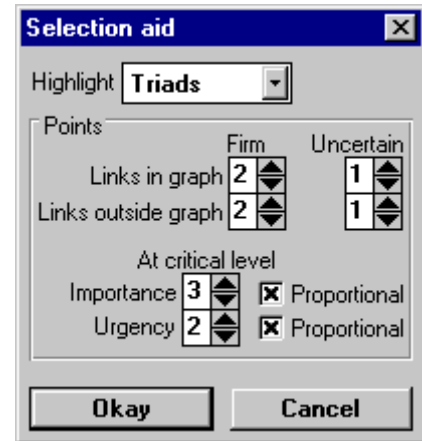 Selection aid
Highlight Triads
Points
Firm Uncertain
Links in graph 2 1
Links outside graph 2 1
At critical level
Importance 3 Proportional
Urgency 2 Proportional
Okay Cancel